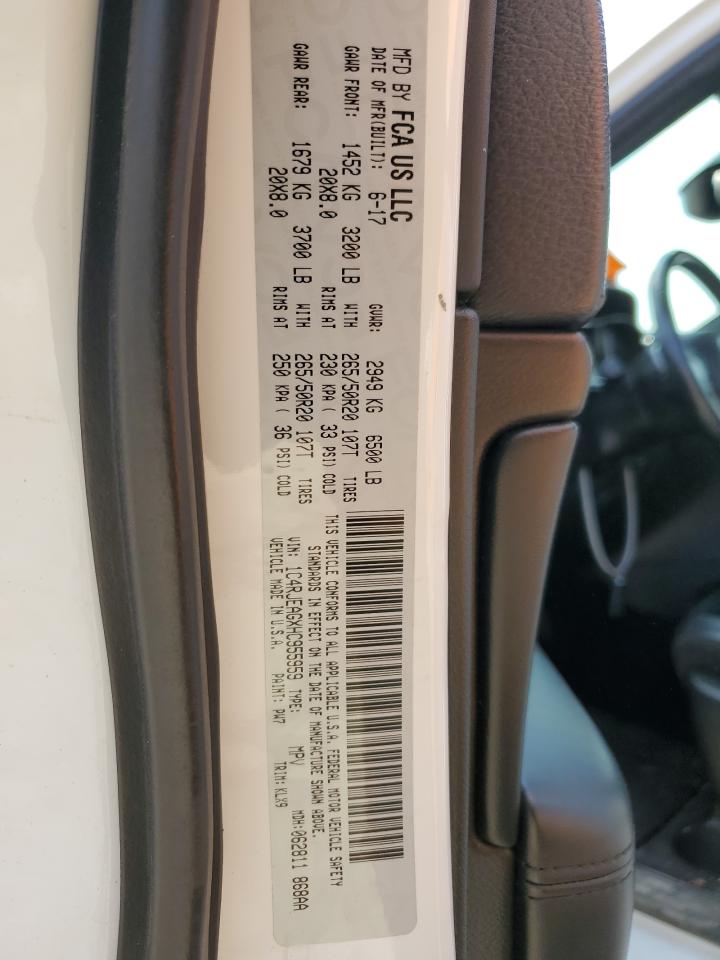 MFD BY FCA US LLC
DATE OF MFR(BUILT): 6-17 GVWR: 2949 KG 6500 LB
GAWR FRONT: 1452 KG 3200 LB WITH 265/50R20 107T TIRES
20X8.0 RIMS AT 230 KPA ( 33 PSI) COLD
GAWR REAR: 1679 KG 3700 LB WITH 265/50R20 107T TIRES
20X8.0 RIMS AT 250 KPA ( 36 PSI) COLD
THIS VEHICLE CONFORMS TO ALL APPLICABLE U.S.A. FEDERAL MOTOR VEHICLE SAFETY
STANDARDS IN EFFECT ON THE DATE OF MANUFACTURE SHOWN ABOVE.
VIN: 1C4RJEAGXHC955959 TYPE: MPV MDH:062811 868AA
VEHICLE MADE IN U.S.A. PAINT: PW7 TRIM:KLX9